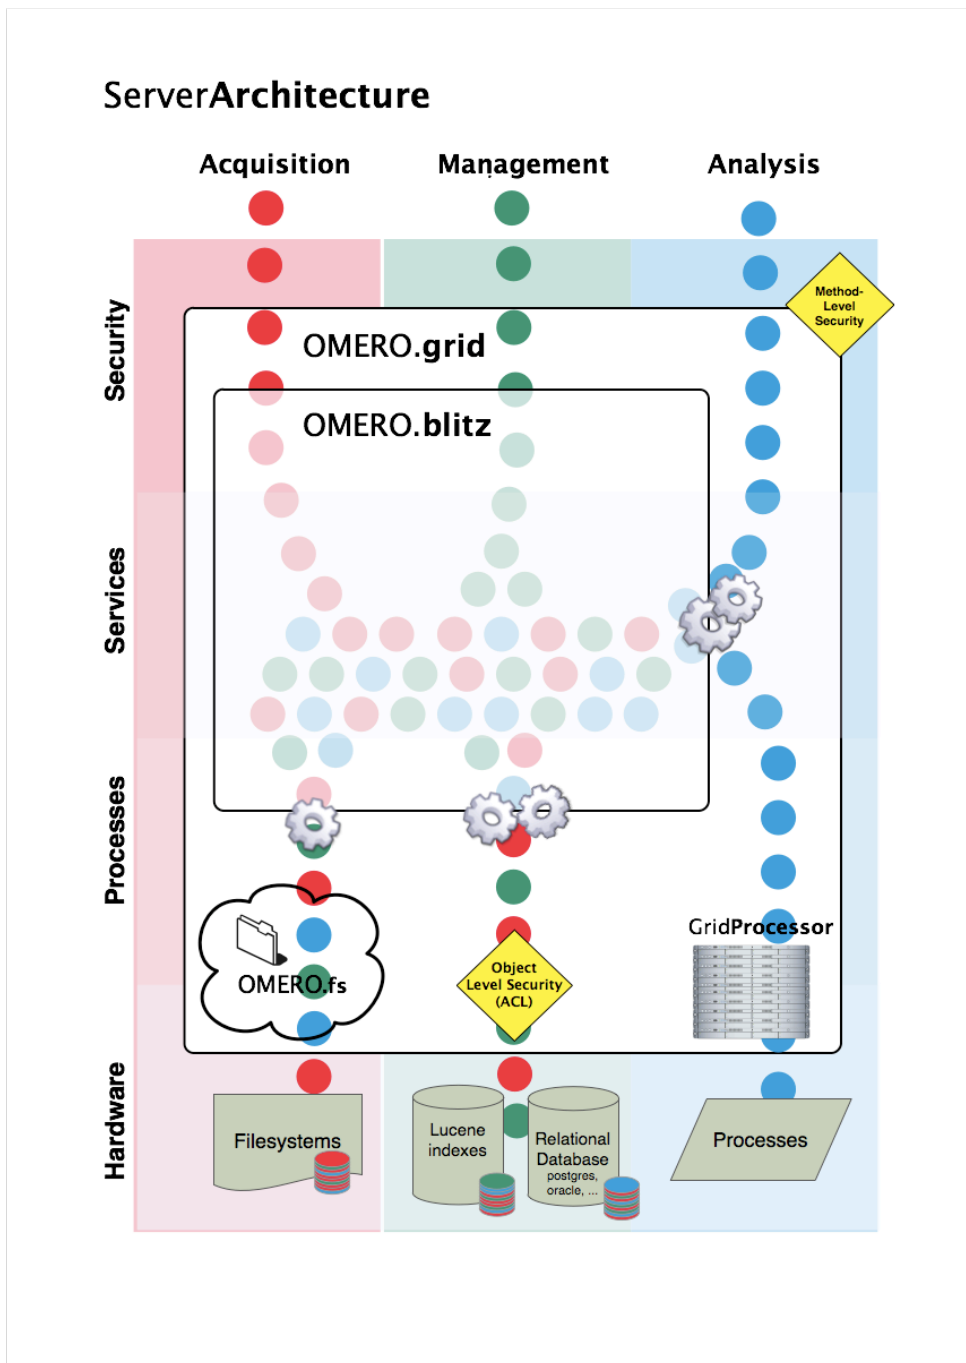 ServerArchitecture
Acquisition
Management
Analysis
Method-
Level
Security
Security
OMERO.grid
OMERO.blitz
Services
Processes
GridProcessor
OMERO.fs
Object
Level Security
(ACL)
Hardware
Filesystems
Lucene
indexes
Relational
Database
postgres,
oracle, ...
Processes